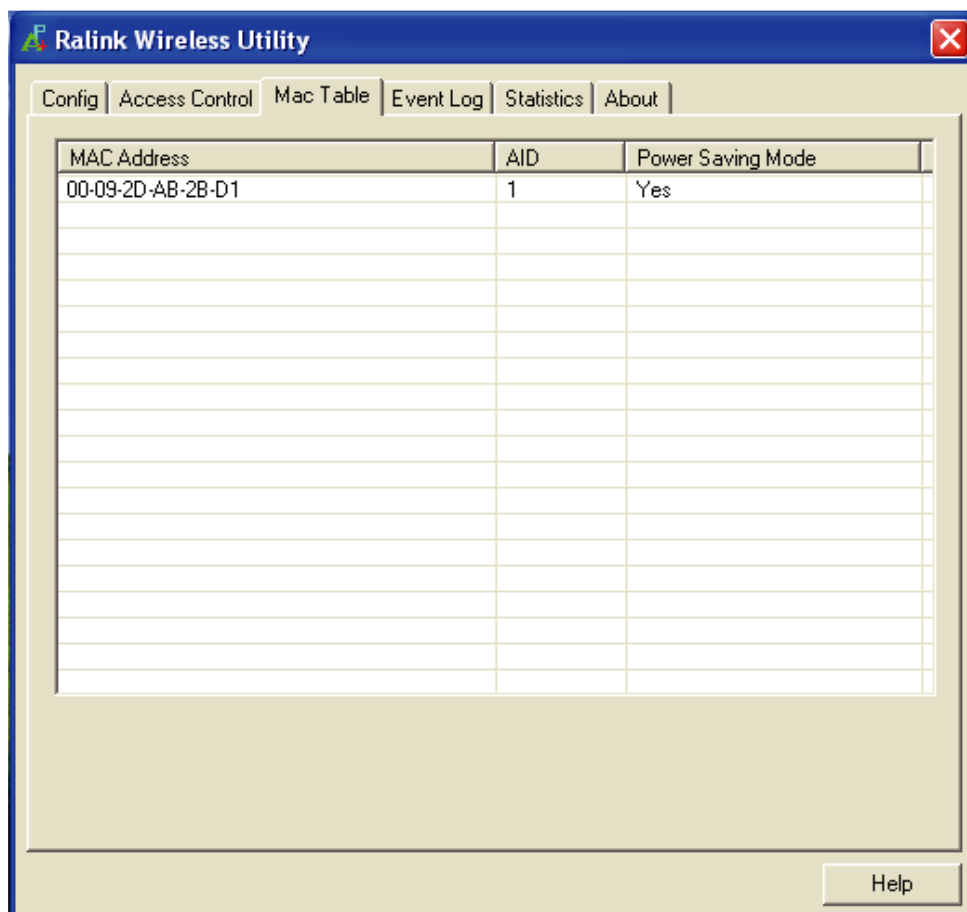 Ralink Wireless Utility
Config Access Control Mac Table Event Log Statistics About
MAC Address AID Power Saving Mode
00-09-2D-AB-2B-D1 1 Yes
Help